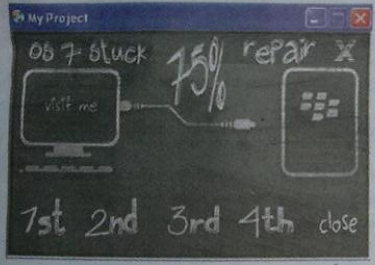 My Project
OS 7 stuck 75% repair X
visit me
1st 2nd 3rd 4th close